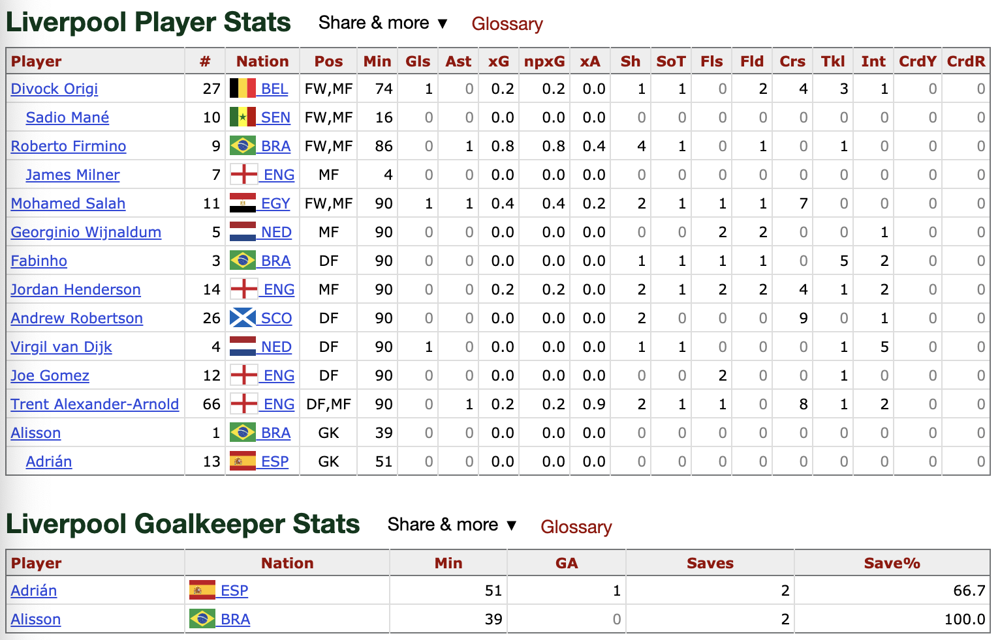 Liverpool Player Stats Share & more ▼ Glossary
Player # Nation Pos Min Gls Ast xG npxG xA Sh SoT Fls Fld Crs Tkl Int CrdY CrdR
Divock Origi 27 BEL FW,MF 74 1 0 0.2 0.2 0.0 1 1 0 2 4 3 1 0 0
Sadio Mané 10 SEN FW,MF 16 0 0 0.0 0.0 0.0 0 0 0 0 0 0 0 0 0
Roberto Firmino 9 BRA FW,MF 86 0 1 0.8 0.8 0.4 4 1 0 1 0 1 0 0 0
James Milner 7 ENG MF 4 0 0 0.0 0.0 0.0 0 0 0 0 0 0 0 0 0
Mohamed Salah 11 EGY FW,MF 90 1 1 0.4 0.4 0.2 2 1 1 1 7 0 0 0 0
Georginio Wijnaldum 5 NED MF 90 0 0 0.0 0.0 0.0 0 0 2 2 0 0 1 0 0
Fabinho 3 BRA DF 90 0 0 0.0 0.0 0.0 1 1 1 1 0 5 2 0 0
Jordan Henderson 14 ENG MF 90 0 0 0.2 0.2 0.0 2 1 2 2 4 1 2 0 0
Andrew Robertson 26 SCO DF 90 0 0 0.0 0.0 0.0 2 0 0 0 9 0 1 0 0
Virgil van Dijk 4 NED DF 90 1 0 0.0 0.0 0.0 1 1 0 0 0 1 5 0 0
Joe Gomez 12 ENG DF 90 0 0 0.0 0.0 0.0 0 0 2 0 0 1 0 0 0
Trent Alexander-Arnold 66 ENG DF,MF 90 0 1 0.2 0.2 0.9 2 1 1 0 8 1 2 0 0
Alisson 1 BRA GK 39 0 0 0.0 0.0 0.0 0 0 0 0 0 0 0 0 0
Adrián 13 ESP GK 51 0 0 0.0 0.0 0.0 0 0 0 0 0 0 0 0 0
Liverpool Goalkeeper Stats Share & more ▼ Glossary
Player Nation Min GA Saves Save%
Adrián ESP 51 1 2 66.7
Alisson BRA 39 0 2 100.0